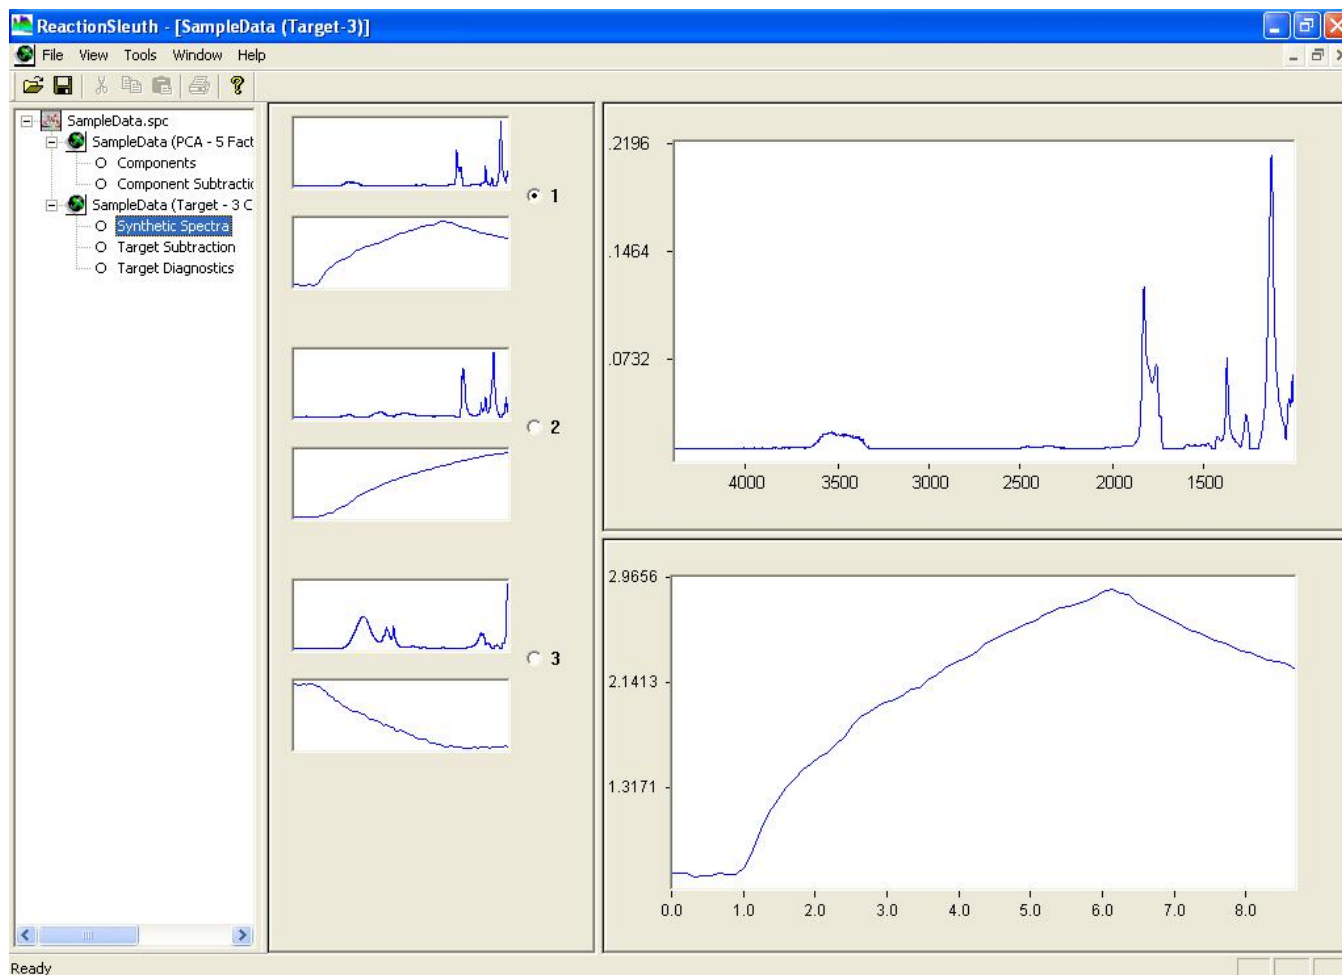 ReactionSleuth - [SampleData (Target-3)]
File View Tools Window Help
SampleData.spc
SampleData (PCA - 5 Fact
Components
Component Subtractic
SampleData (Target - 3 C
Synthetic Spectra
Target Subtraction
Target Diagnostics
1
2
3
.2196
.1464
.0732
4000 3500 3000 2500 2000 1500
2.9656
2.1413
1.3171
0.0 1.0 2.0 3.0 4.0 5.0 6.0 7.0 8.0
Ready